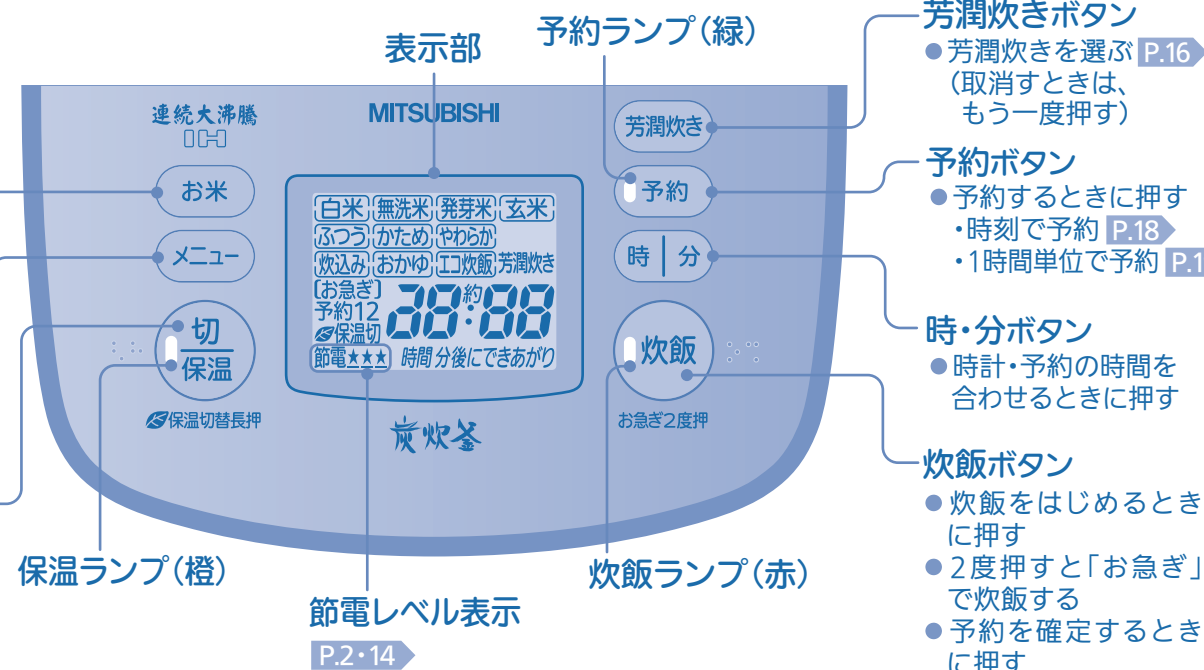 表示部
予約ランプ(緑)
連続大沸騰
IH
MITSUBISHI
お米
メニュー
切
保温
保温切替長押
白米 無洗米 発芽米 玄米
ふつう かため やわらか
炊込み おかゆ エコ炊飯 芳潤炊き
[お急ぎ]
予約12
保温切
約
38:88
節電★★★ 時間分後にできあがり
炭炊釜
芳潤炊き
予約
時|分
炊飯
お急ぎ2度押
保温ランプ(橙)
節電レベル表示
P.2・14
炊飯ランプ(赤)
芳潤炊きボタン
●芳潤炊きを選ぶ P.16
(取消すときは、
もう一度押す)
予約ボタン
●予約するときに押す
・時刻で予約 P.18
・1時間単位で予約 P.1
時・分ボタン
●時計・予約の時間を
合わせるときに押す
炊飯ボタン
●炊飯をはじめるとき
に押す
●2度押すと「お急ぎ」
で炊飯する
●予約を確定するとき
に押す